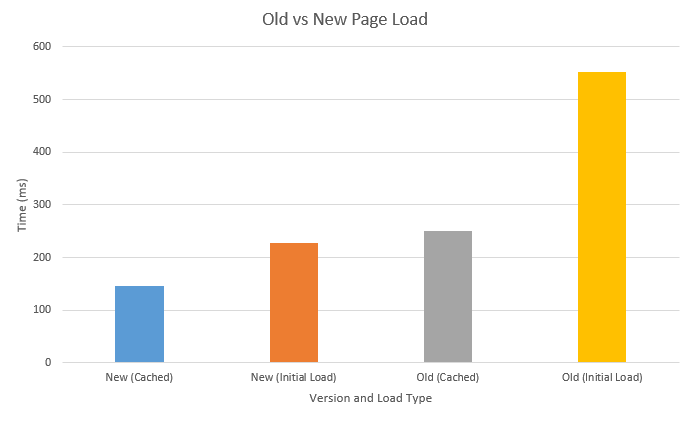 Old vs New Page Load
600
500
400
300
200
100
0
Time (ms)
New (Cached)
New (Initial Load)
Old (Cached)
Old (Initial Load)
Version and Load Type